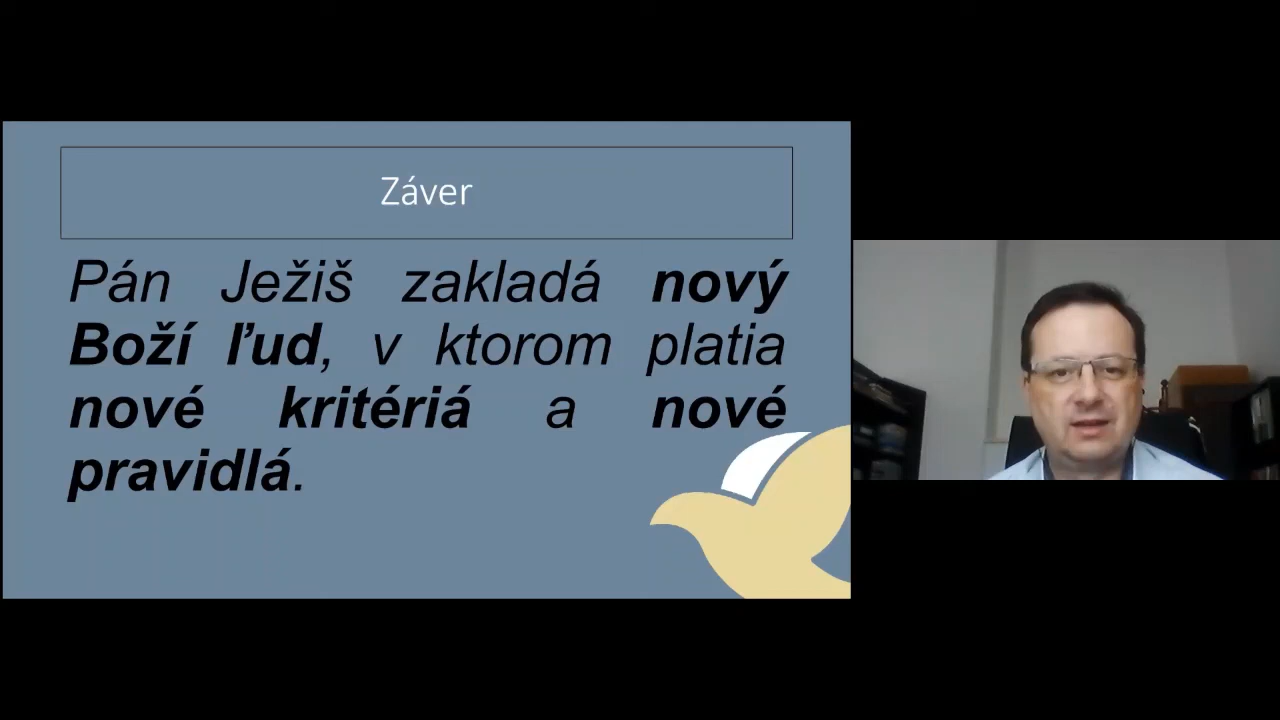 Záver
Pán Ježiš zakladá nový
Boží ľud, v ktorom platia
nové kritériá a nové
pravidlá.